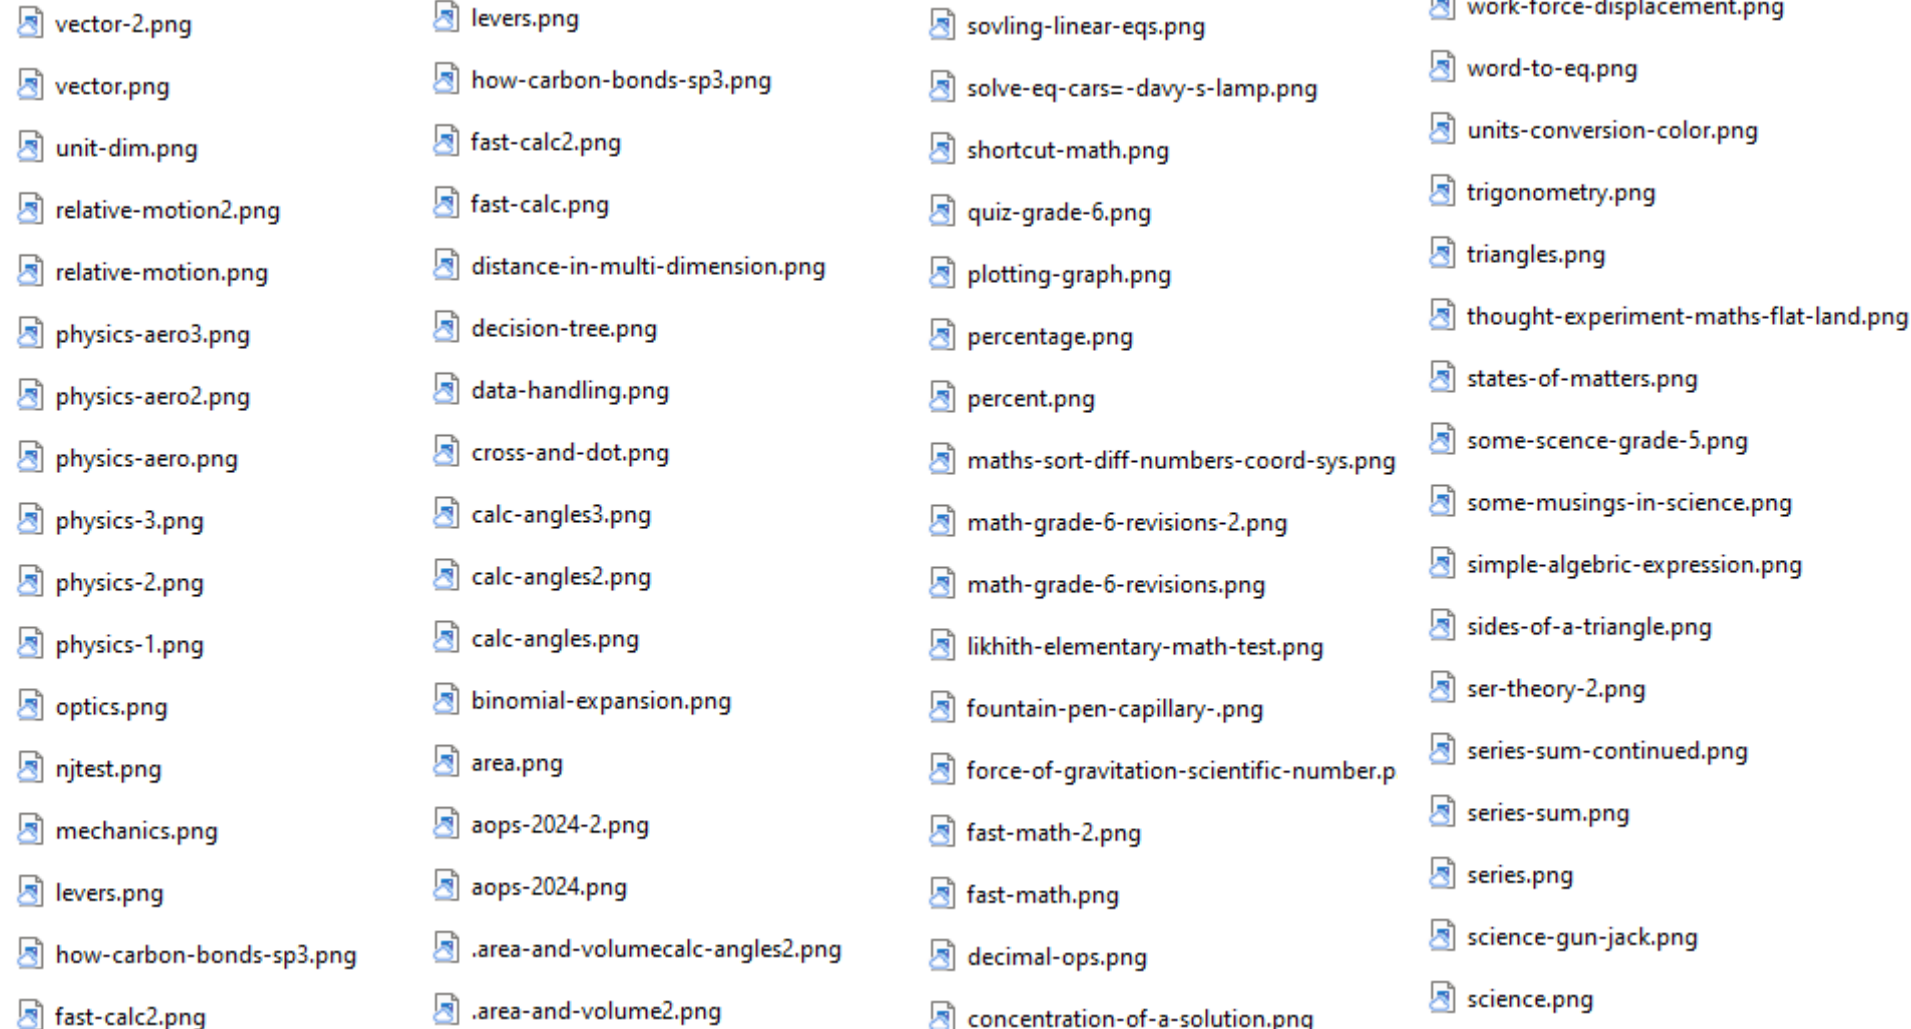 vector-2.png
vector.png
unit-dim.png
relative-motion2.png
relative-motion.png
physics-aero3.png
physics-aero2.png
physics-aero.png
physics-3.png
physics-2.png
physics-1.png
optics.png
njtest.png
mechanics.png
levers.png
how-carbon-bonds-sp3.png
fast-calc2.png
levers.png
how-carbon-bonds-sp3.png
fast-calc2.png
fast-calc.png
distance-in-multi-dimension.png
decision-tree.png
data-handling.png
cross-and-dot.png
calc-angles3.png
calc-angles2.png
calc-angles.png
binomial-expansion.png
area.png
aops-2024-2.png
aops-2024.png
.area-and-volumecalc-angles2.png
.area-and-volume2.png
sovling-linear-eqs.png
solve-eq-cars=-davy-s-lamp.png
shortcut-math.png
quiz-grade-6.png
plotting-graph.png
percentage.png
percent.png
maths-sort-diff-numbers-coord-sys.png
math-grade-6-revisions-2.png
math-grade-6-revisions.png
likhith-elementary-math-test.png
fountain-pen-capillary-.png
force-of-gravitation-scientific-number.p
fast-math-2.png
fast-math.png
decimal-ops.png
concentration-of-a-solution.png
work-force-displacement.png
word-to-eq.png
units-conversion-color.png
trigonometry.png
triangles.png
thought-experiment-maths-flat-land.png
states-of-matters.png
some-scence-grade-5.png
some-musings-in-science.png
simple-algebric-expression.png
sides-of-a-triangle.png
ser-theory-2.png
series-sum-continued.png
series-sum.png
series.png
science-gun-jack.png
science.png